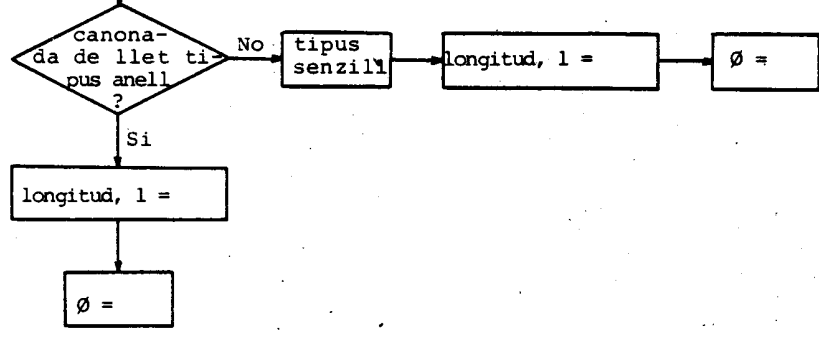 canona-
da de llet ti-
pus anell
?
No
tipus
senzill
longitud, l =
Ø =
Si
longitud, l =
Ø =